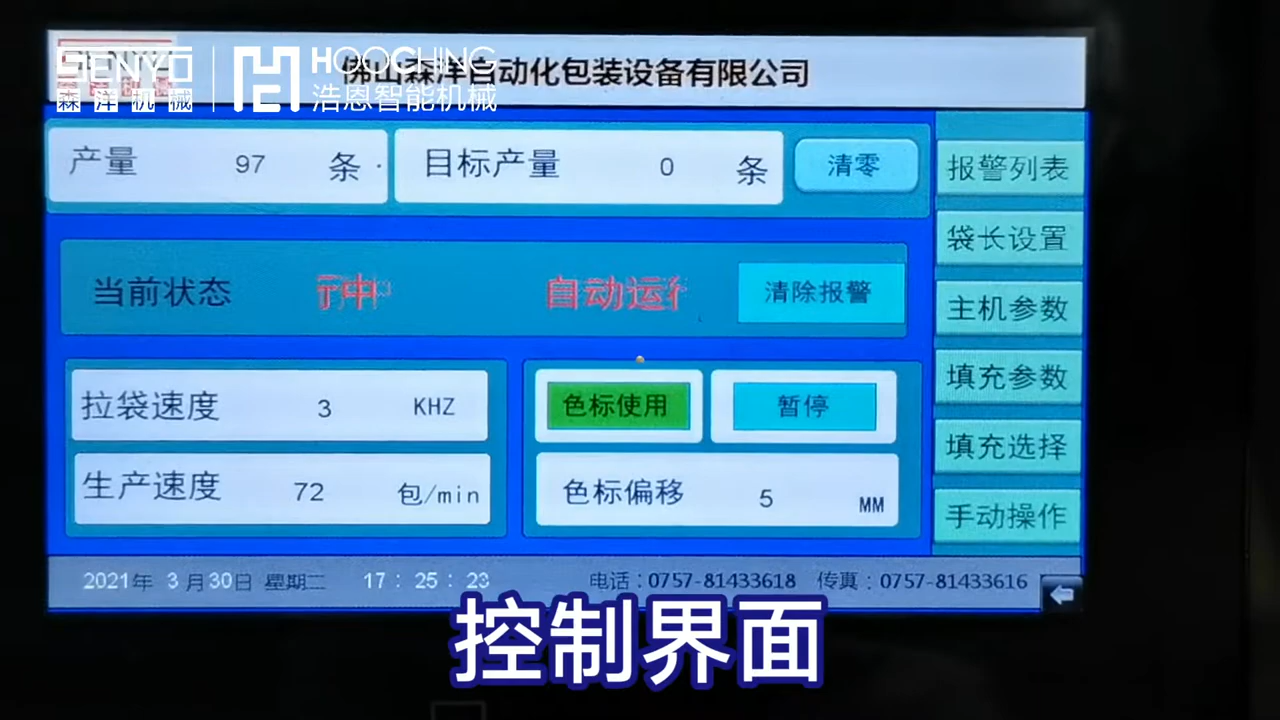 SENYO
森洋机械
HOOCHING
浩恩智能机械
佛山森洋自动化包装设备有限公司
产量 97 条
目标产量 0 条
清零
报警列表
袋长设置
当前状态 行中 自动运行
清除报警
主机参数
填充参数
拉袋速度 3 KHZ
色标使用
暂停
填充选择
生产速度 72 包/min
色标偏移 5 MM
手动操作
2021年 3月30日 星期二 17:25:23 电话:0757-81433618 传真:0757-81433616
控制界面